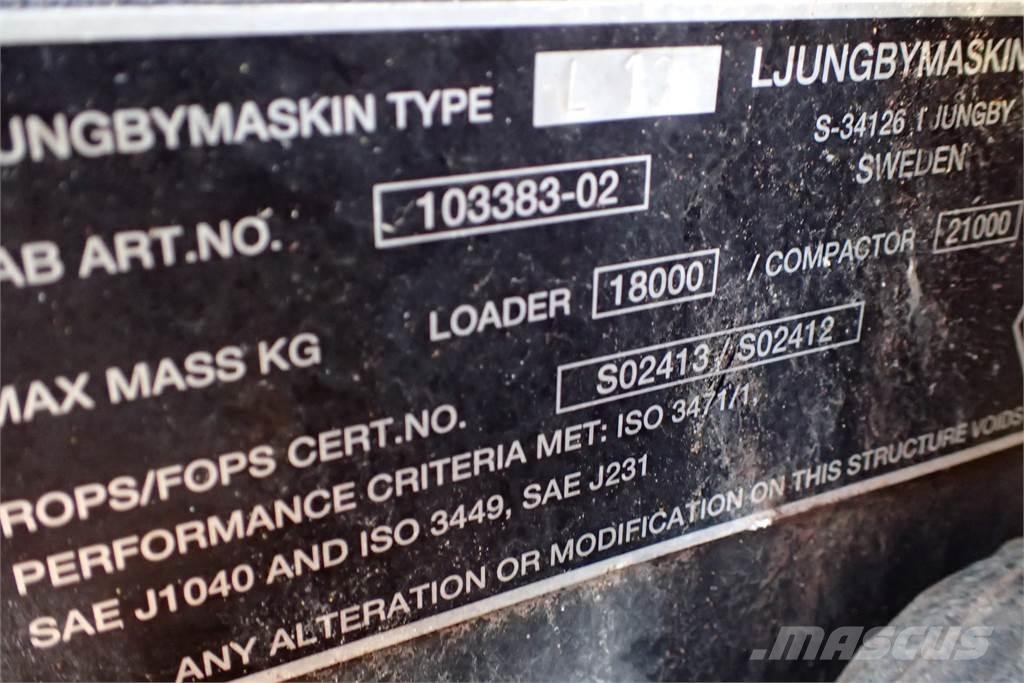 JUNGBYMASKIN TYPE L 11 LJUNGBYMASKIN
S-34126 LJUNGBY
SWEDEN
AB ART.NO. 103383-02
MAX MASS KG LOADER 18000 / COMPACTOR 21000
ROPS/FOPS CERT.NO. S02413 / S02412
PERFORMANCE CRITERIA MET: ISO 3471/1,
SAE J1040 AND ISO 3449, SAE J231
ANY ALTERATION OR MODIFICATION ON THIS STRUCTURE VOIDS
MASCUS